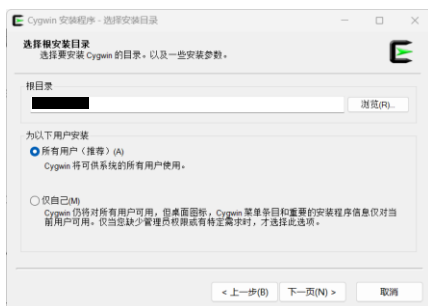 Cygwin 安装程序 - 选择安装目录
选择根安装目录
选择要安装 Cygwin 的目录。以及一些安装参数。
根目录
浏览(R)...
为以下用户安装
所有用户（推荐）(A)
Cygwin 将可供系统的所有用户使用。
仅自己(M)
Cygwin 仍将对所有用户可用，但桌面图标，Cygwin 菜单条目和重要的安装程序信息仅对当
前用户可用。仅当您缺少管理员权限或有特定需求时，才选择此选项。
< 上一步(B)
下一页(N) >
取消